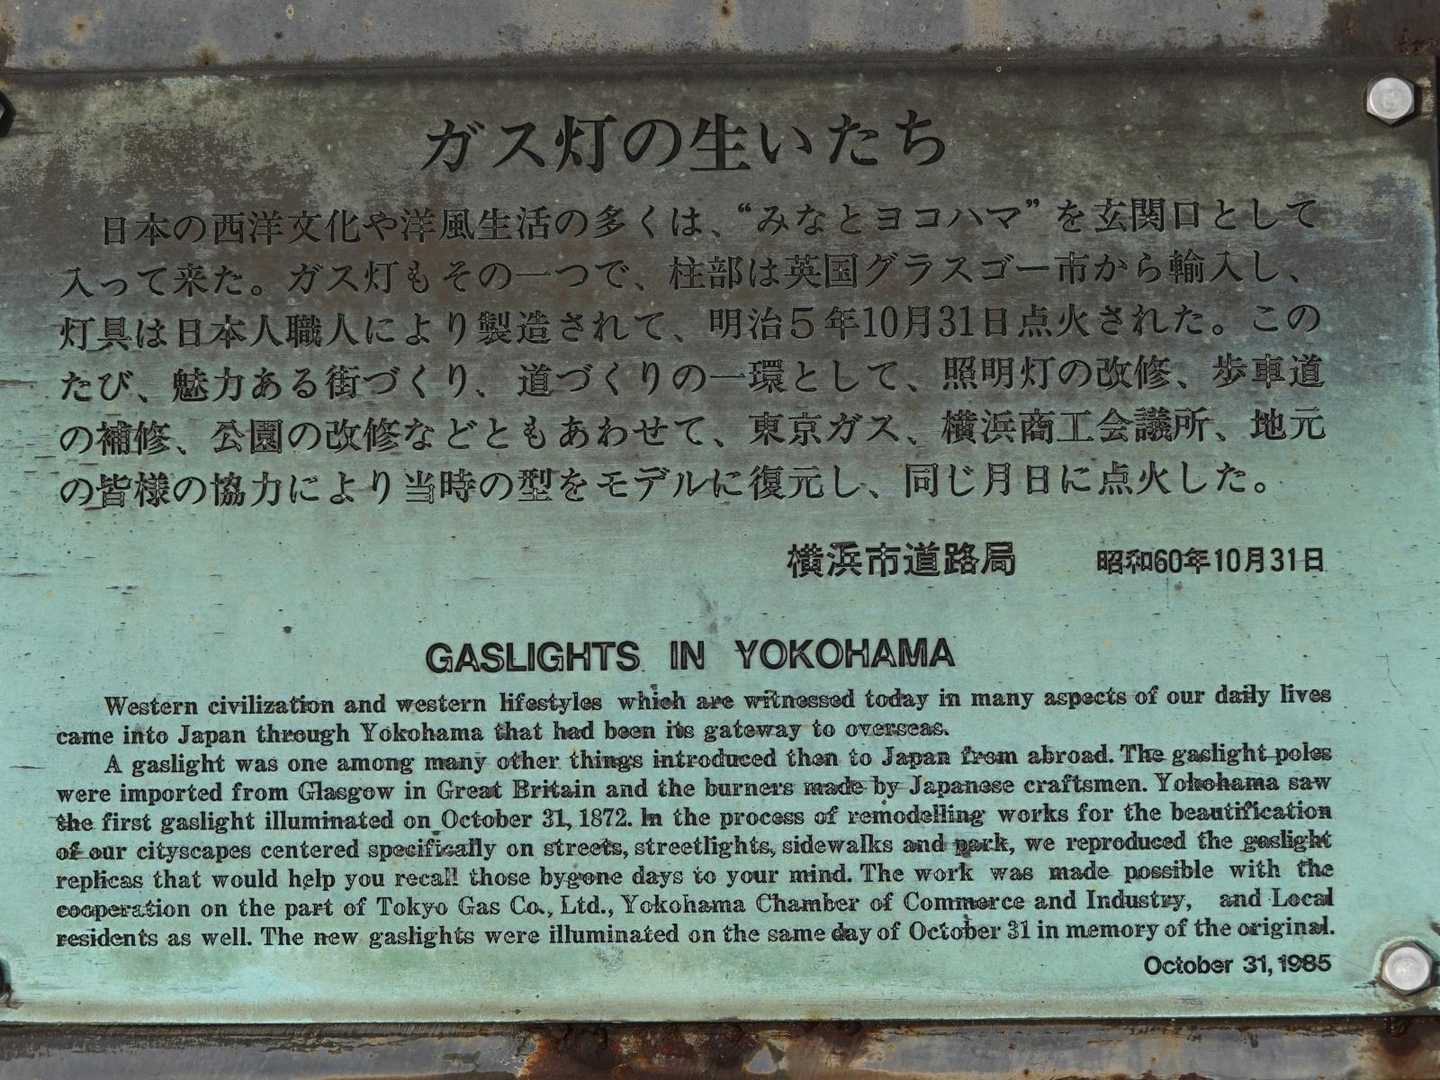 ガス灯の生いたち
日本の西洋文化や洋風生活の多くは、“みなとヨコハマ”を玄関口として
入って来た。ガス灯もその一つで、柱部は英国グラスゴー市から輸入し、
灯具は日本人職人により製造されて、明治5年10月31日点火された。この
たび、魅力ある街づくり、道づくりの一環として、照明灯の改修、歩車道
の補修、公園の改修などともあわせて、東京ガス、横浜商工会議所、地元
の皆様の協力により当時の型をモデルに復元し、同じ月日に点火した。
横浜市道路局 昭和60年10月31日
GASLIGHTS IN YOKOHAMA
Western civilization and western lifestyles which are witnessed today in many aspects of our daily lives
came into Japan through Yokohama that had been its gateway to overseas.
A gaslight was one among many other things introduced then to Japan from abroad. The gaslight poles
were imported from Glasgow in Great Britain and the burners made by Japanese craftsmen. Yokohama saw
the first gaslight illuminated on October 31, 1872. In the process of remodelling works for the beautification
of our cityscapes centered specifically on streets, streetlights, sidewalks and park, we reproduced the gaslight
replicas that would help you recall those bygone days to your mind. The work was made possible with the
cooperation on the part of Tokyo Gas Co., Ltd., Yokohama Chamber of Commerce and Industry, and Local
residents as well. The new gaslights were illuminated on the same day of October 31 in memory of the original.
October 31, 1985